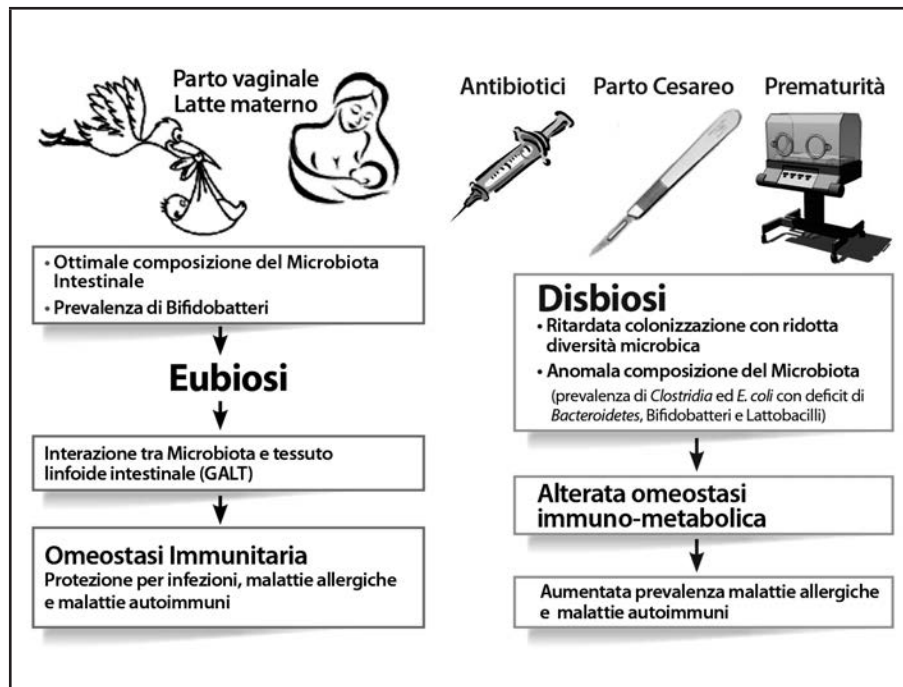 Parto vaginale
Latte materno
• Ottimale composizione del Microbiota
Intestinale
• Prevalenza di Bifidobatteri
Eubiosi
Interazione tra Microbiota e tessuto
linfoide intestinale (GALT)
Omeostasi Immunitaria
Protezione per infezioni, malattie allergiche
e malattie autoimmuni
Antibiotici
Parto Cesareo
Prematurità
Disbiosi
• Ritardata colonizzazione con ridotta
diversità microbica
• Anomala composizione del Microbiota
(prevalenza di Clostridia ed E. coli con deficit di
Bacteroidetes, Bifidobatteri e Lattobacilli)
Alterata omeostasi
immuno-metabolica
Aumentata prevalenza malattie allergiche
e malattie autoimmuni